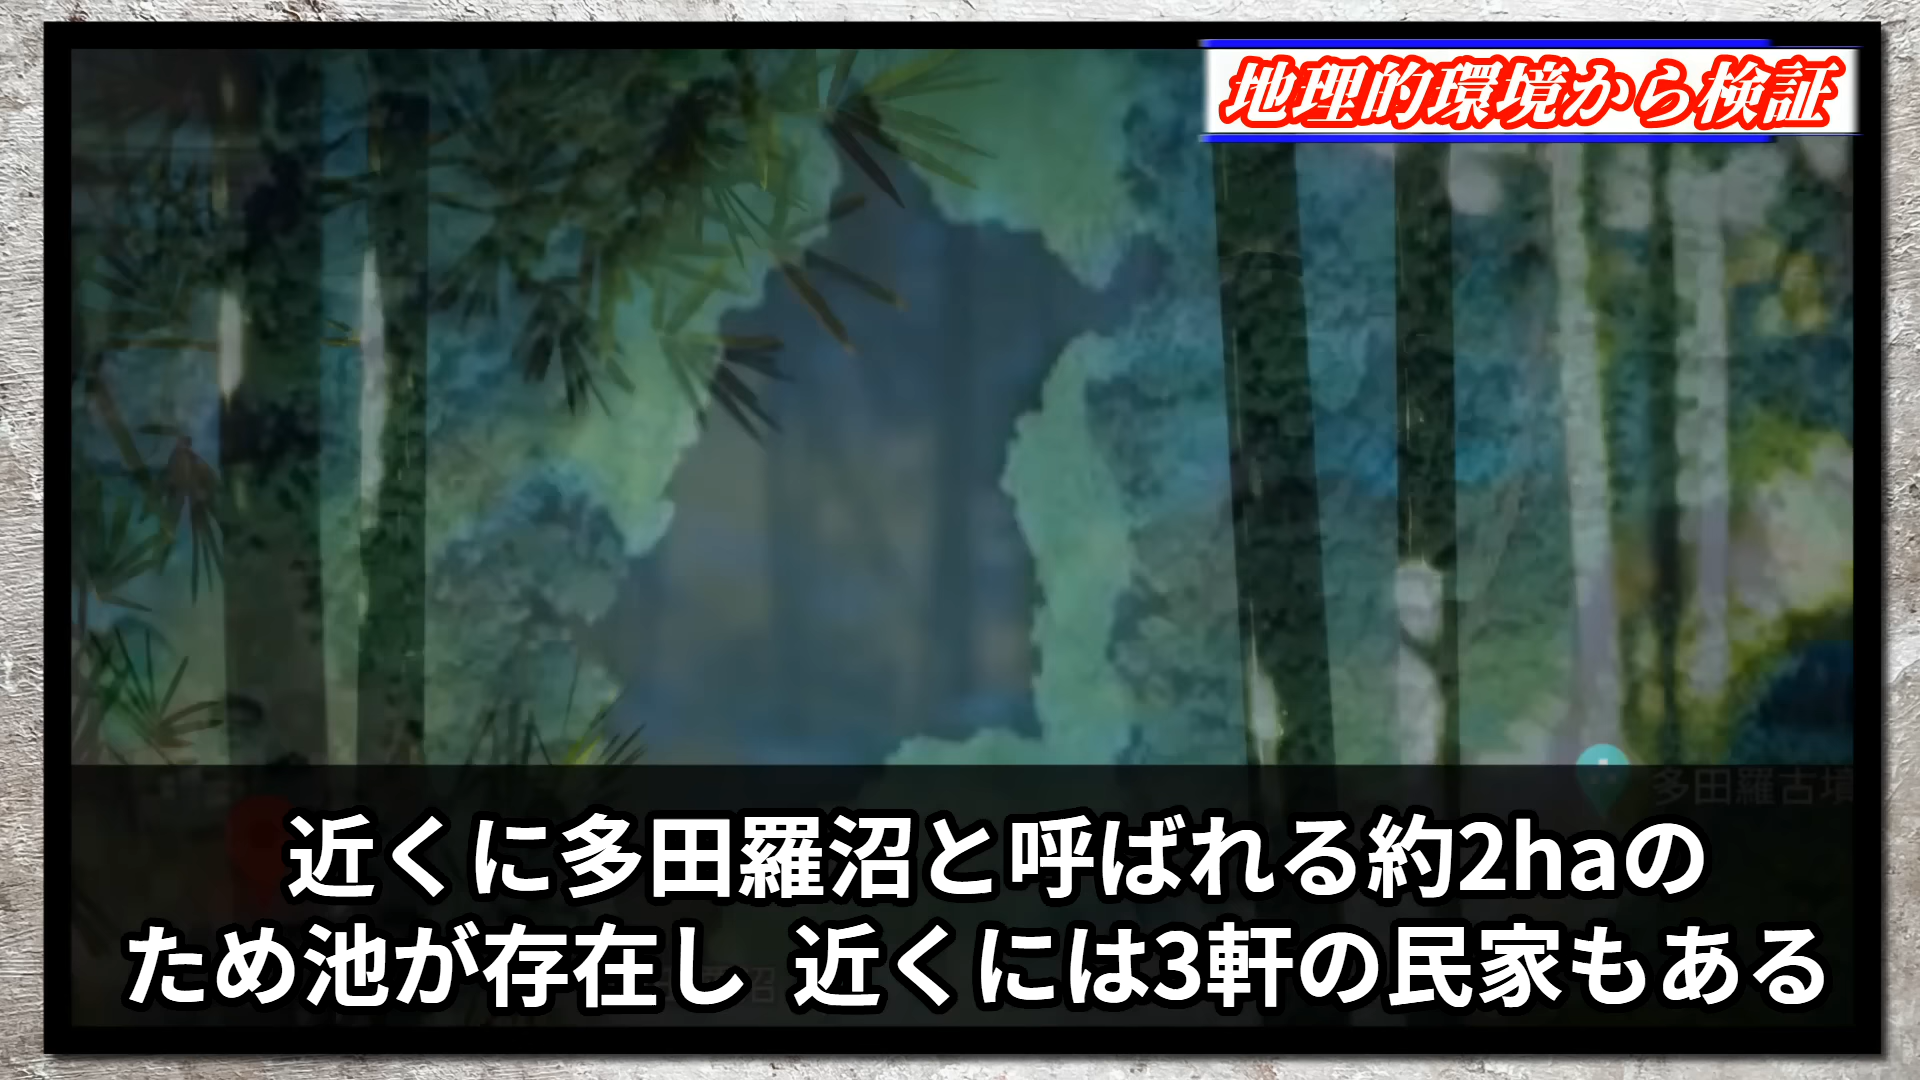 地理的環境から検証
多田羅古墳
近くに多田羅沼と呼ばれる約2haの
ため池が存在し 近くには3軒の民家もある